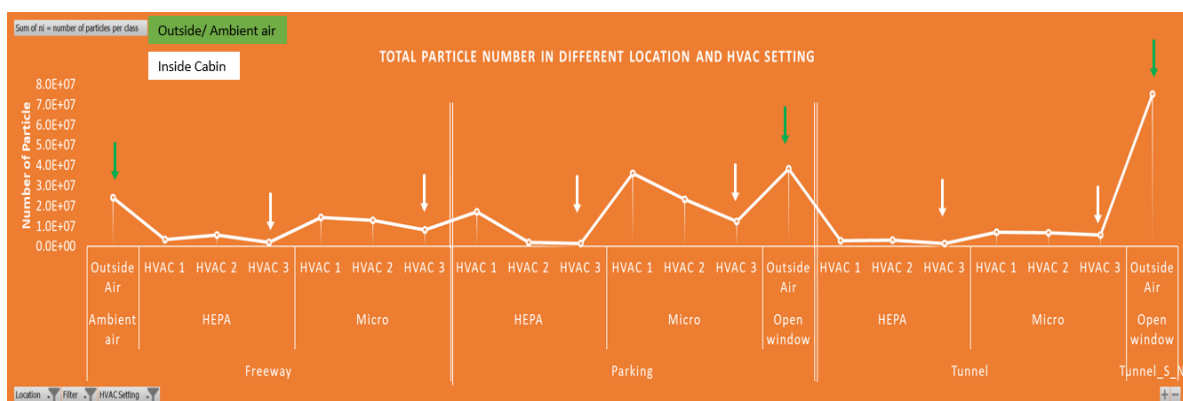 Sum of ni = number of particles per class
Outside/ Ambient air
Inside Cabin
TOTAL PARTICLE NUMBER IN DIFFERENT LOCATION AND HVAC SETTING
Number of Particle
8.0E+07
7.0E+07
6.0E+07
5.0E+07
4.0E+07
3.0E+07
2.0E+07
1.0E+07
0.0E+00
Outside HVAC 1 HVAC 2 HVAC 3 HVAC 1 HVAC 2 HVAC 3 HVAC 1 HVAC 2 HVAC 3 HVAC 1 HVAC 2 HVAC 3 Outside HVAC 1 HVAC 2 HVAC 3 HVAC 1 HVAC 2 HVAC 3 Outside
Air Air Air
Ambient HEPA Micro HEPA Micro Open HEPA Micro Open
air window window
Freeway Parking Tunnel Tunnel_S_N
Location Filter HVAC Setting
+ −